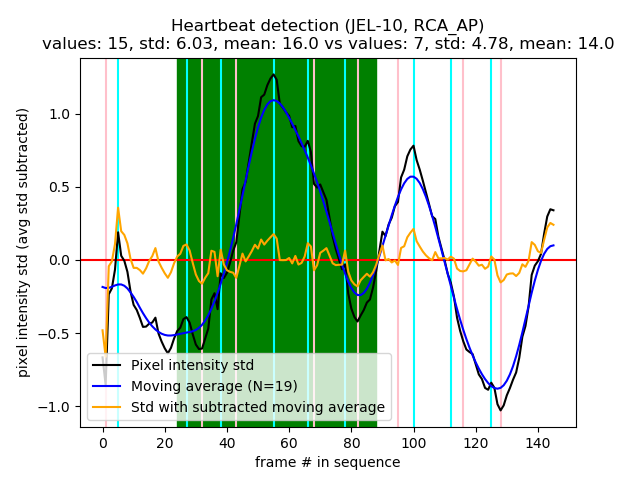 Heartbeat detection (JEL-10, RCA_AP)
values: 15, std: 6.03, mean: 16.0 vs values: 7, std: 4.78, mean: 14.0
pixel intensity std (avg std subtracted)
1.0
0.5
0.0
−0.5
−1.0
Pixel intensity std
Moving average (N=19)
Std with subtracted moving average
0 20 40 60 80 100 120 140
frame # in sequence